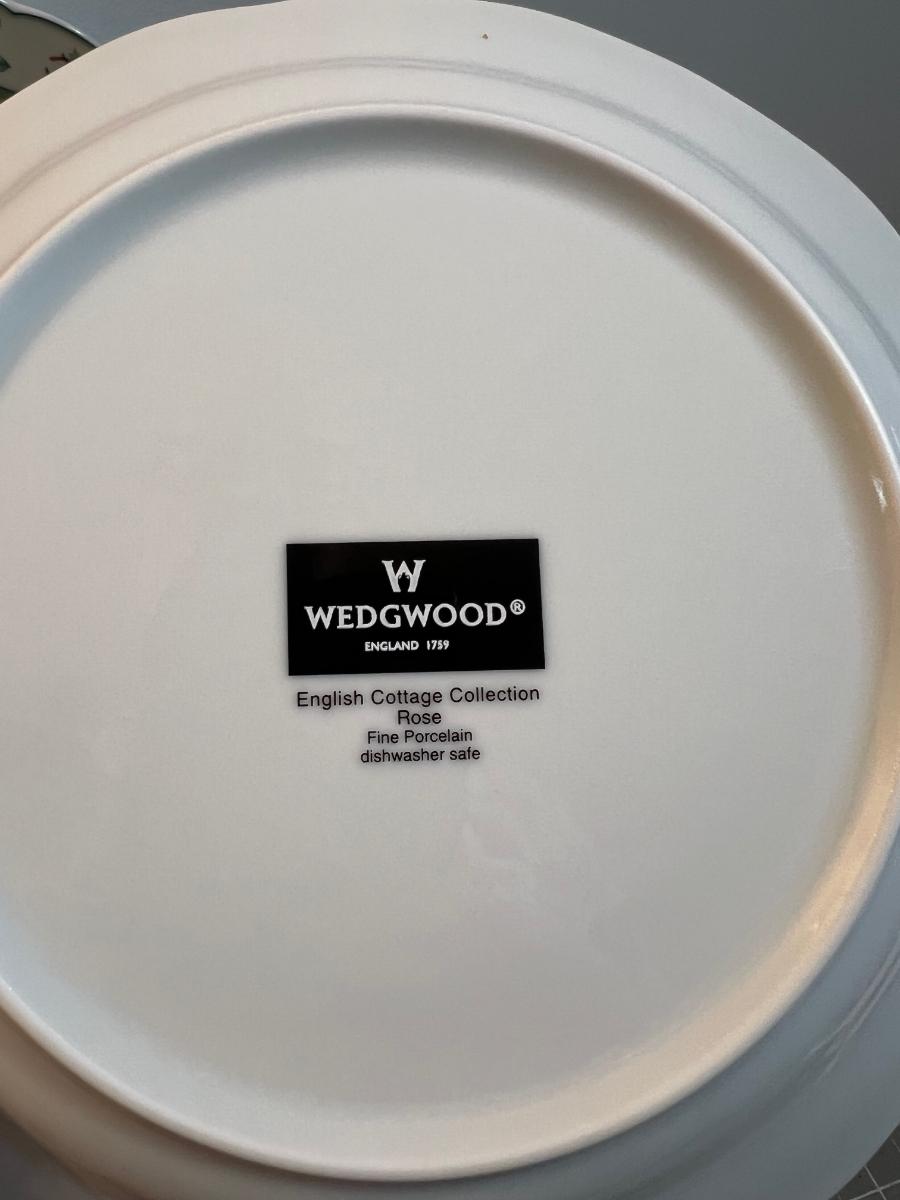 W
WEDGWOOD®
ENGLAND 1759
English Cottage Collection
Rose
Fine Porcelain
dishwasher safe